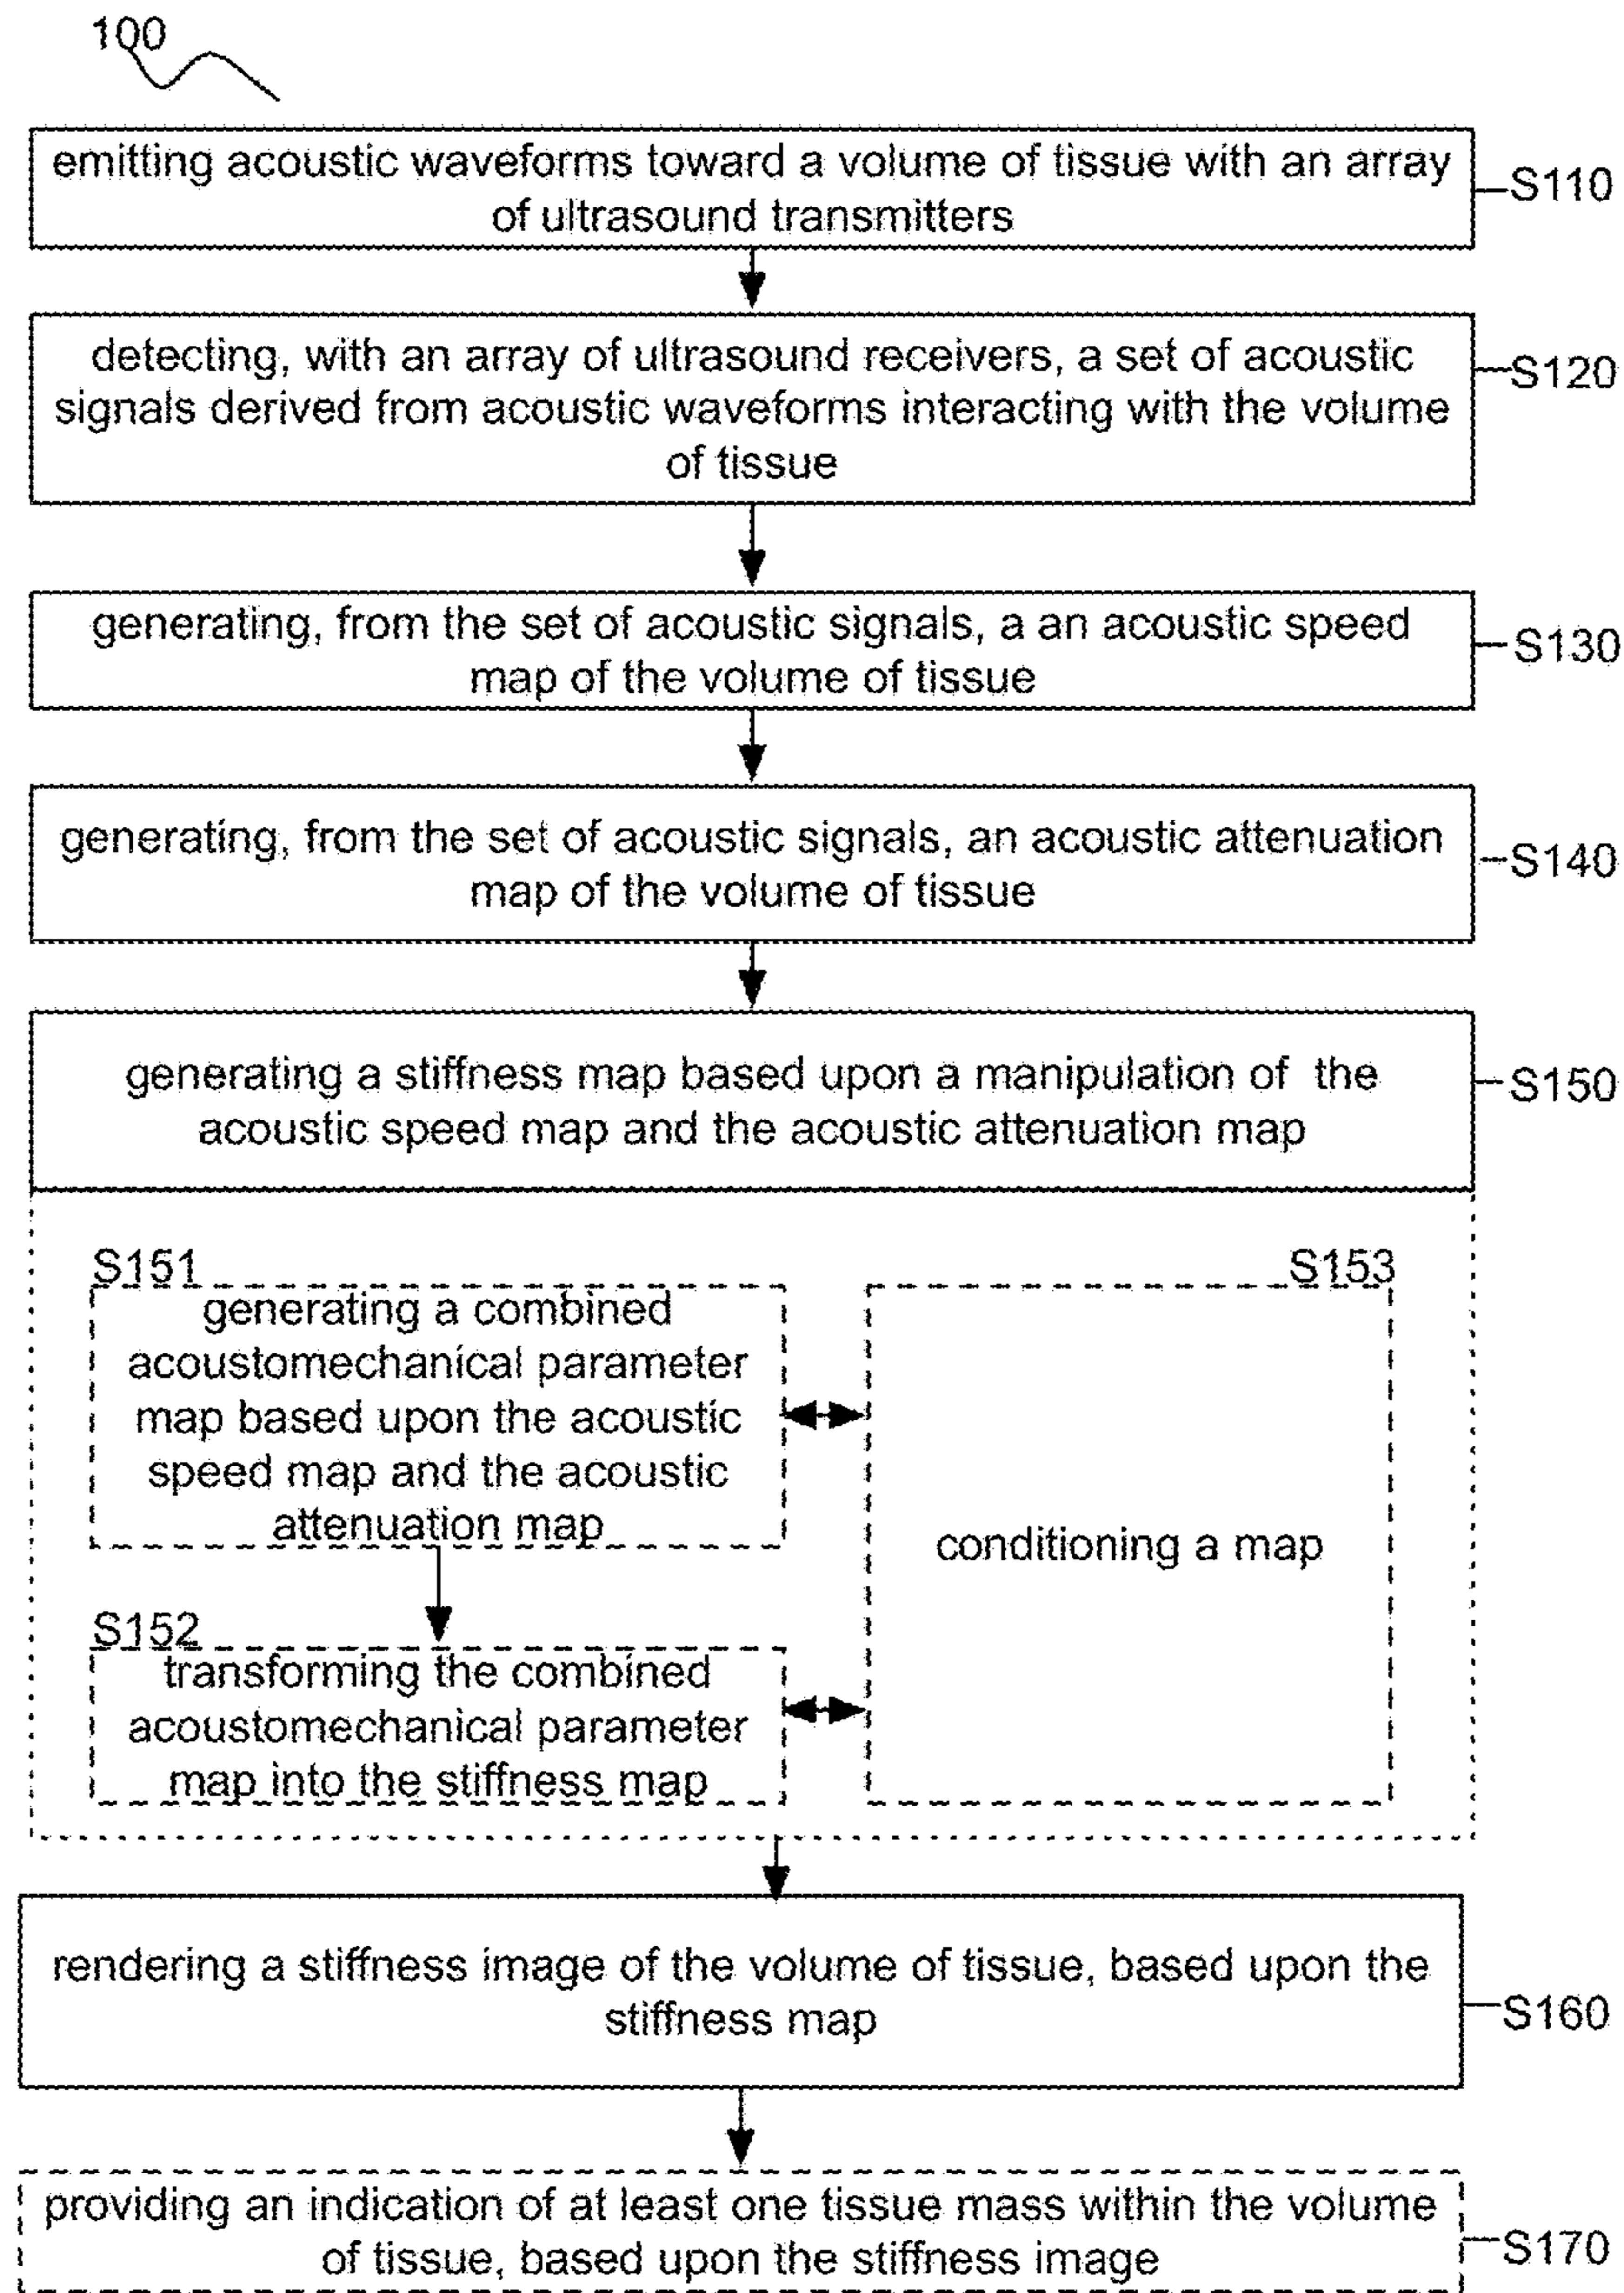 100
emitting acoustic waveforms toward a volume of tissue with an array
of ultrasound transmitters
S110
detecting, with an array of ultrasound receivers, a set of acoustic
signals derived from acoustic waveforms interacting with the volume
of tissue
S120
generating, from the set of acoustic signals, a an acoustic speed
map of the volume of tissue
S130
generating, from the set of acoustic signals, an acoustic attenuation
map of the volume of tissue
S140
generating a stiffness map based upon a manipulation of the
acoustic speed map and the acoustic attenuation map
S150
S151
generating a combined
acoustomechanical parameter
map based upon the acoustic
speed map and the acoustic
attenuation map
S153
conditioning a map
S152
transforming the combined
acoustomechanical parameter
map into the stiffness map
rendering a stiffness image of the volume of tissue, based upon the
stiffness map
S160
providing an indication of at least one tissue mass within the volume
of tissue, based upon the stiffness image
S170